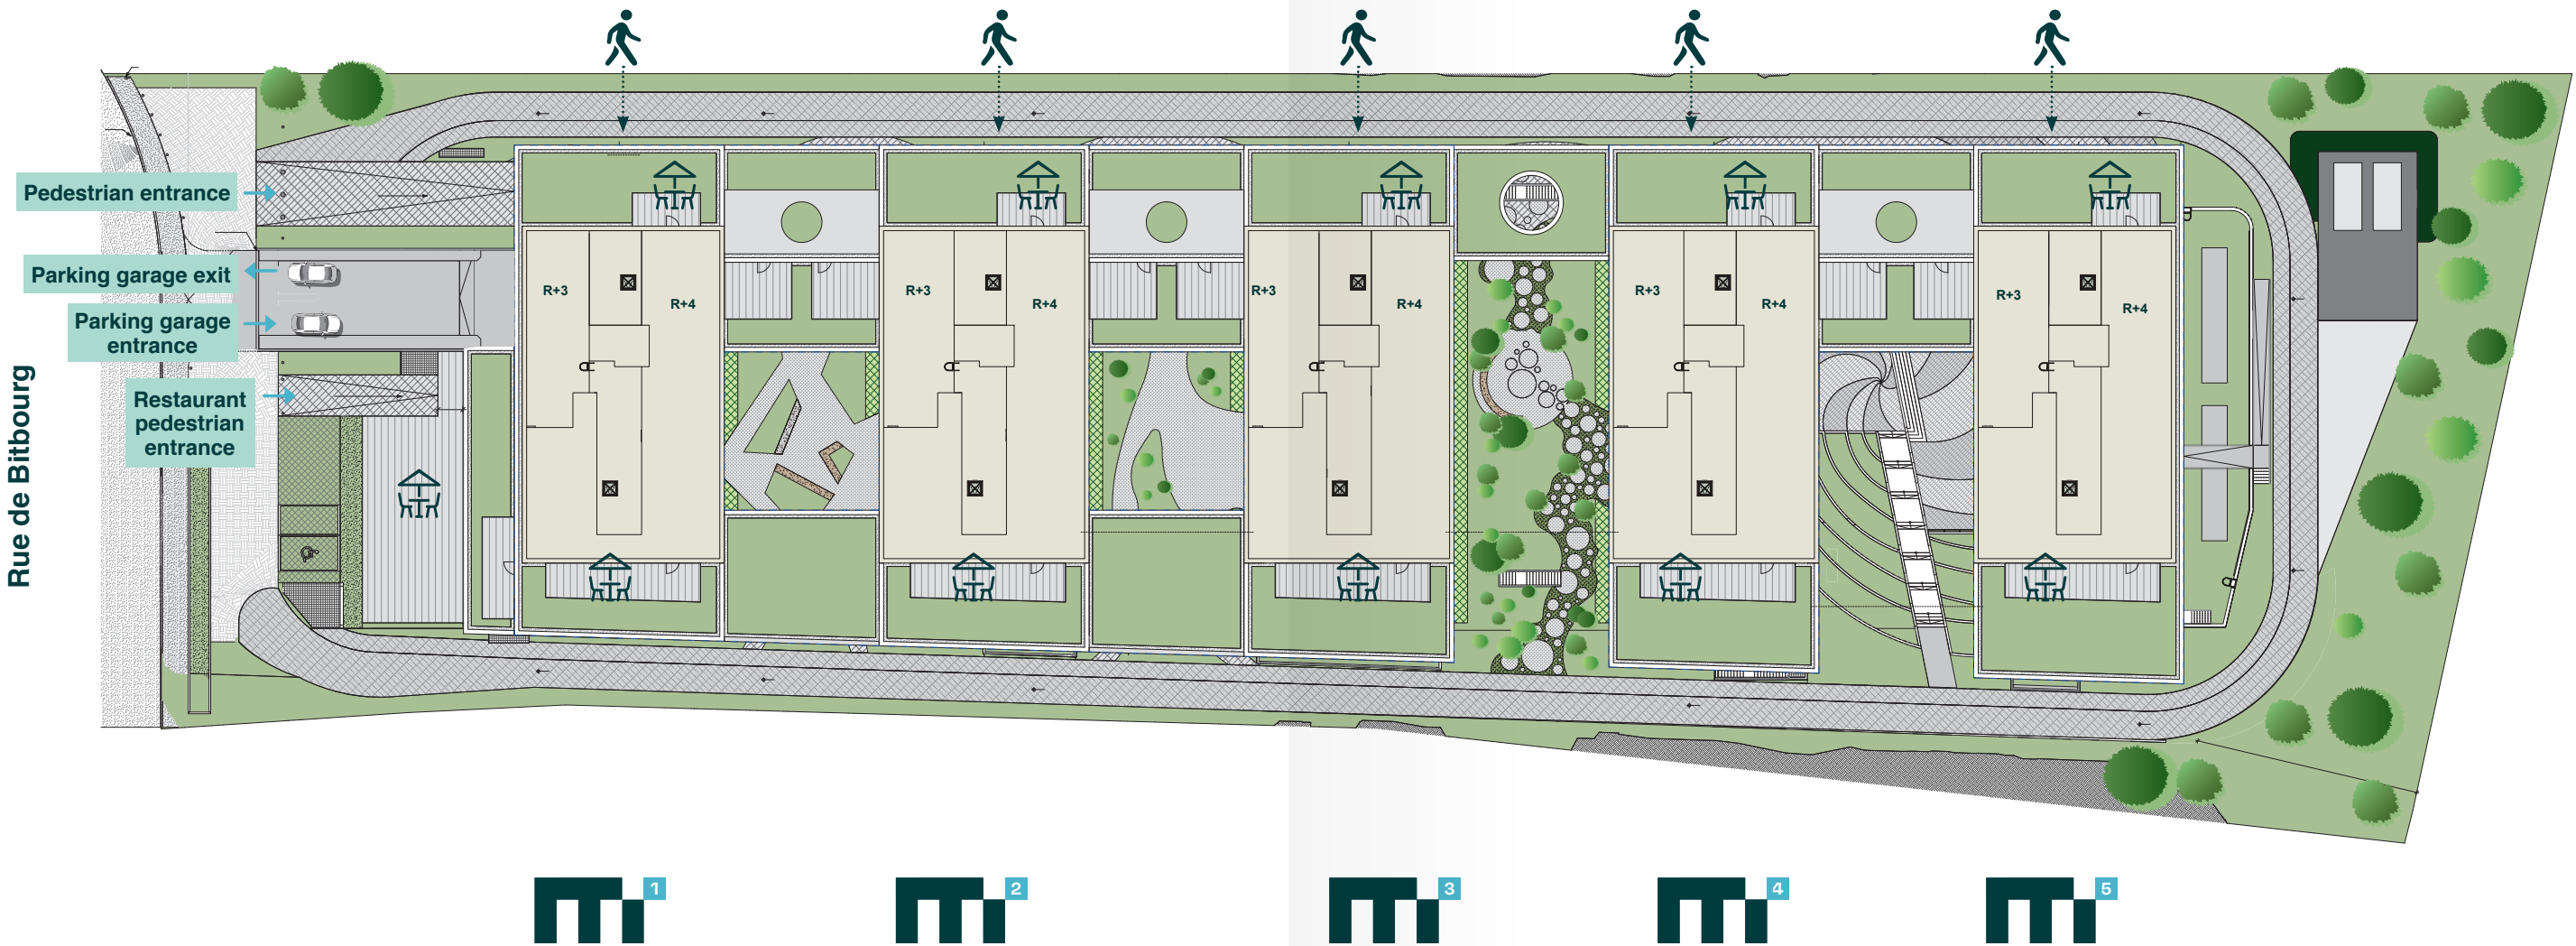 Pedestrian entrance
Parking garage exit
Parking garage
entrance
Restaurant
pedestrian
entrance
Rue de Bitbourg
R+3
R+4
R+3
R+4
R+3
R+4
R+3
R+4
R+3
R+4
m 1
m 2
m 3
m 4
m 5